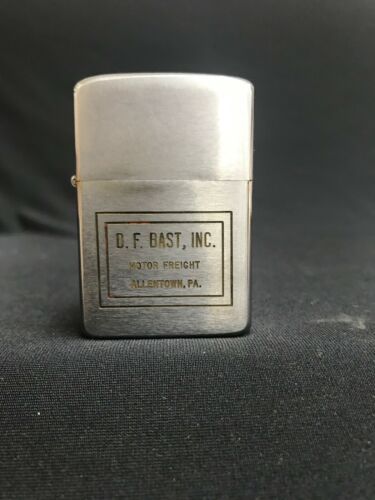 D. F. BAST, INC.
MOTOR FREIGHT
ALLENTOWN, PA.